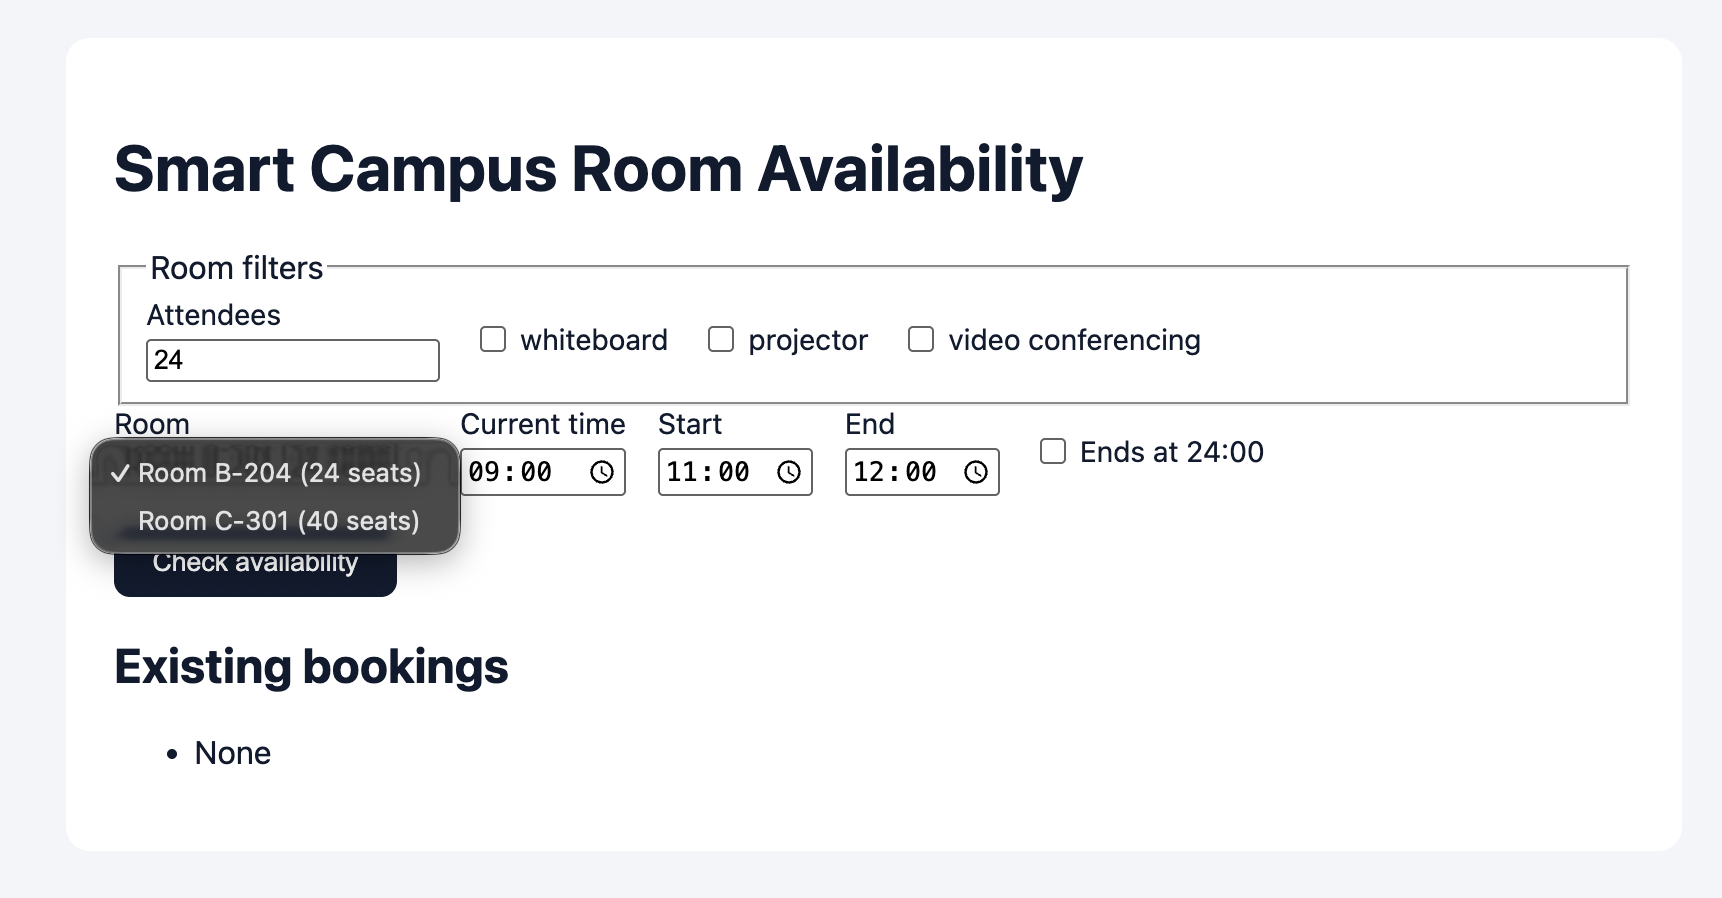 Smart Campus Room Availability
Room filters
Attendees
24
whiteboard
projector
video conferencing
Room
Current time
Start
End
✓ Room B-204 (24 seats)
Room C-301 (40 seats)
09:00
11:00
12:00
Ends at 24:00
Check availability
Existing bookings
• None